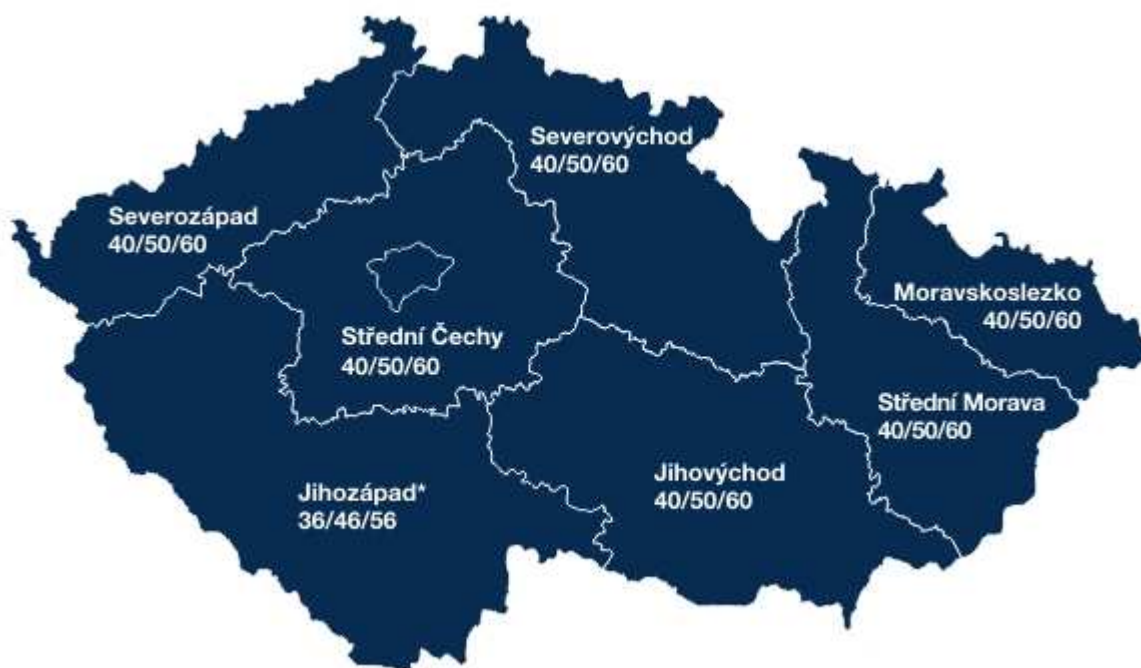 Severovýchod
40/50/60
Severozápad
40/50/60
Moravskoslezko
40/50/60
Střední Čechy
40/50/60
Střední Morava
40/50/60
Jihovýchod
40/50/60
Jihozápad*
36/46/56